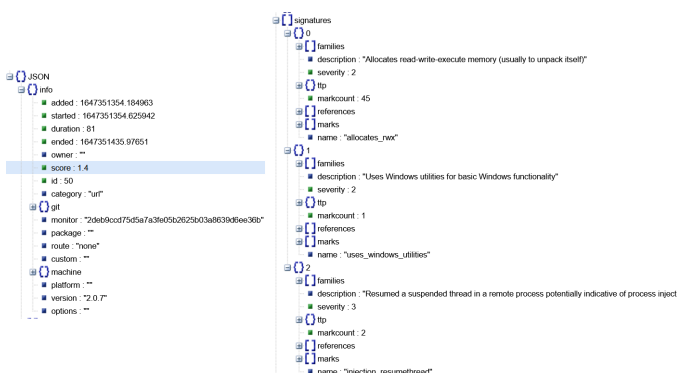 JSON
info
added : 1647351354.184963
started : 1647351354.625942
duration : 81
ended : 1647351435.97651
owner : ""
score : 1.4
id : 50
category : "url"
git
monitor : "2deb9ccd75d5a7a3fe05b2625b03a8639d6ee36b"
package : ""
route : "none"
custom : ""
machine
platform : ""
version : "2.0.7"
options : ""
signatures
0
families
description : "Allocates read-write-execute memory (usually to unpack itself)"
severity : 2
ttp
markcount : 45
references
marks
name : "allocates_rwx"
1
families
description : "Uses Windows utilities for basic Windows functionality"
severity : 2
ttp
markcount : 1
references
marks
name : "uses_windows_utilities"
2
families
description : "Resumed a suspended thread in a remote process potentially indicative of process inject
severity : 3
ttp
markcount : 2
references
marks
name : "injection_resumethread"